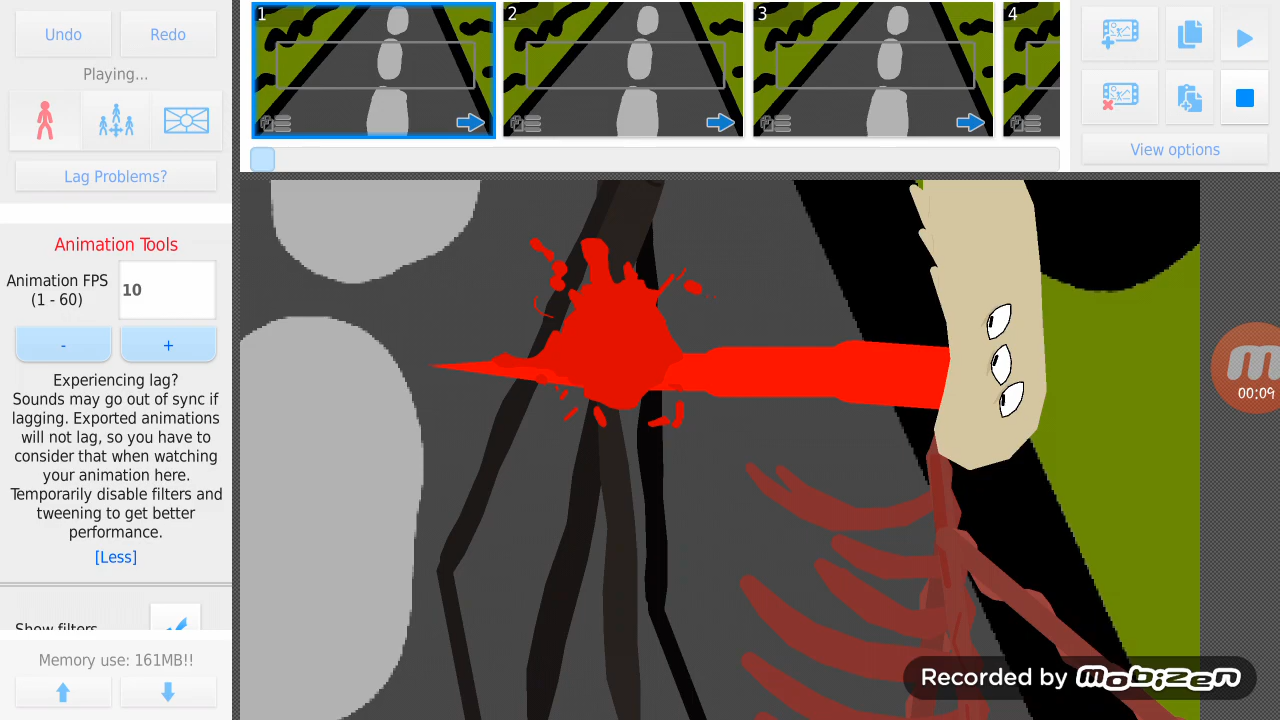 Undo
Redo
Playing...
Lag Problems?
Animation Tools
Animation FPS
(1 - 60)
10
-
+
Experiencing lag?
Sounds may go out of sync if
lagging. Exported animations
will not lag, so you have to
consider that when watching
your animation here.
Temporarily disable filters and
tweening to get better
performance.
[Less]
Show filters
Memory use: 161MB!!
1
2
3
4
View options
00:09
Recorded by Mobizen